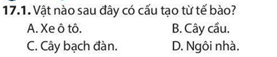 17.1. Vật nào sau đây có cấu tạo từ tế bào?
A. Xe ô tô. B. Cây cầu.
C. Cây bạch đàn. D. Ngôi nhà.